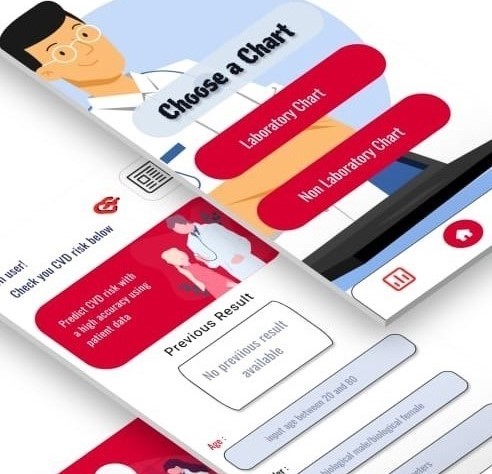 Choose a Chart
Laboratory Chart
Non Laboratory Chart
user!
Check you CVD risk below
Predict CVD risk with
a high accuracy using
patient data
Previous Result
No previious result
available
Age :
input age between 20 and 80
biological male/biological female